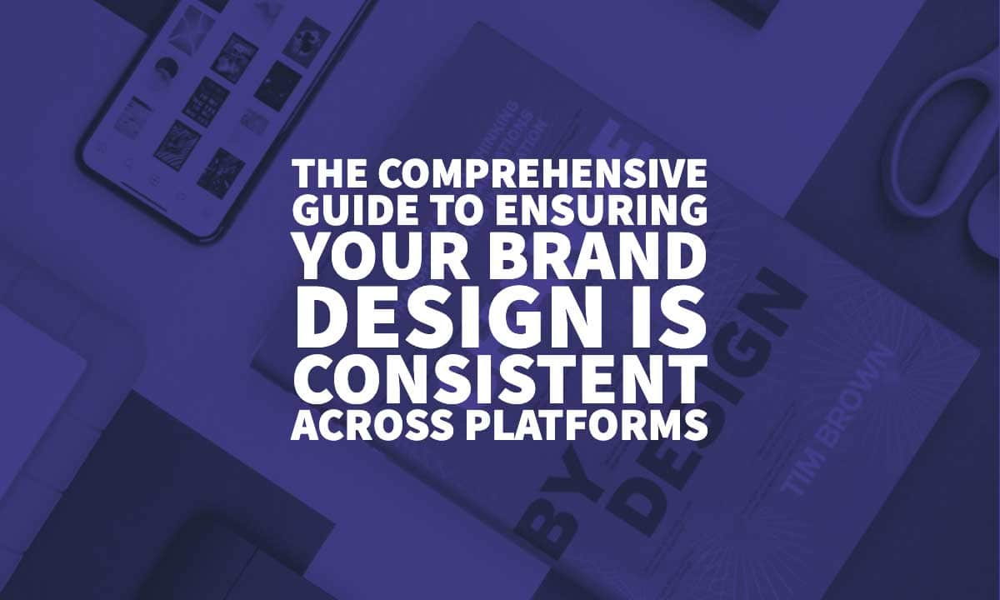 THE COMPREHENSIVE
GUIDE TO ENSURING
YOUR BRAND
DESIGN IS
CONSISTENT
ACROSS PLATFORMS
BY
DESIGN
TIM BROWN